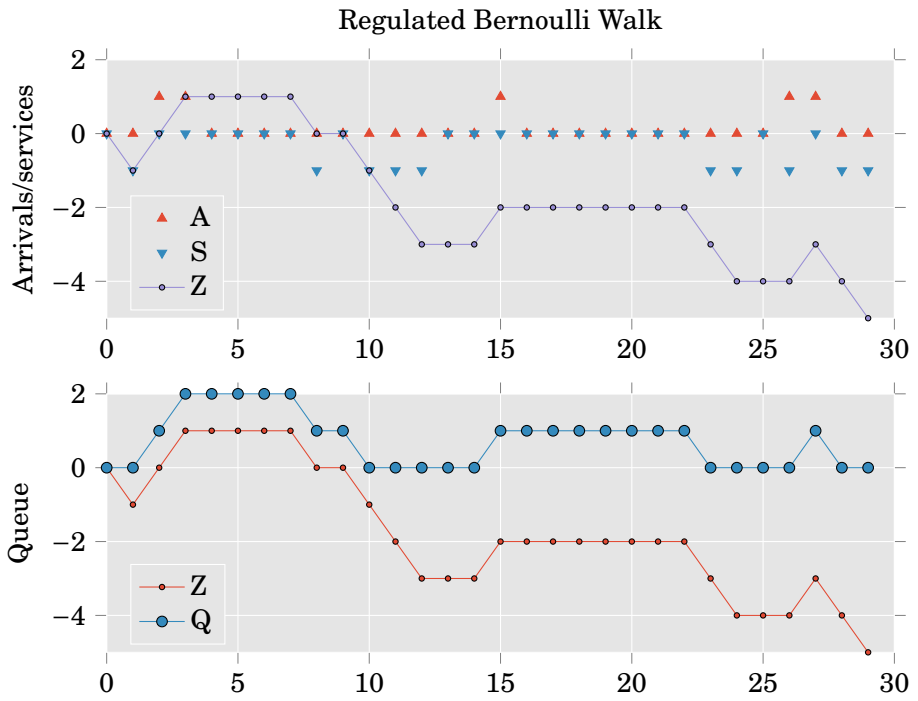 Regulated Bernoulli Walk
Arrivals/services
2
0
−2
−4
A
S
Z
0 5 10 15 20 25 30
Queue
2
0
−2
−4
Z
Q
0 5 10 15 20 25 30